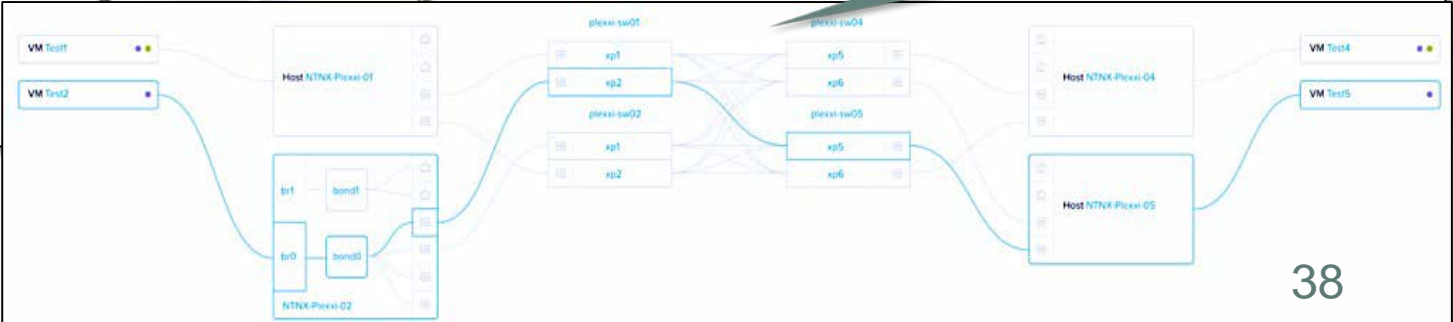 plexxi-sw01
plexxi-sw04
VM Test1
Host NTNX-Plexxi-01
xp1
xp5
Host NTNX-Plexxi-04
VM Test4
VM Test2
xp2
xp6
VM Test5
plexxi-sw02
plexxi-sw05
xp1
xp5
xp2
xp6
br1
bond1
Host NTNX-Plexxi-05
br0
bond0
NTNX-Plexxi-02
38